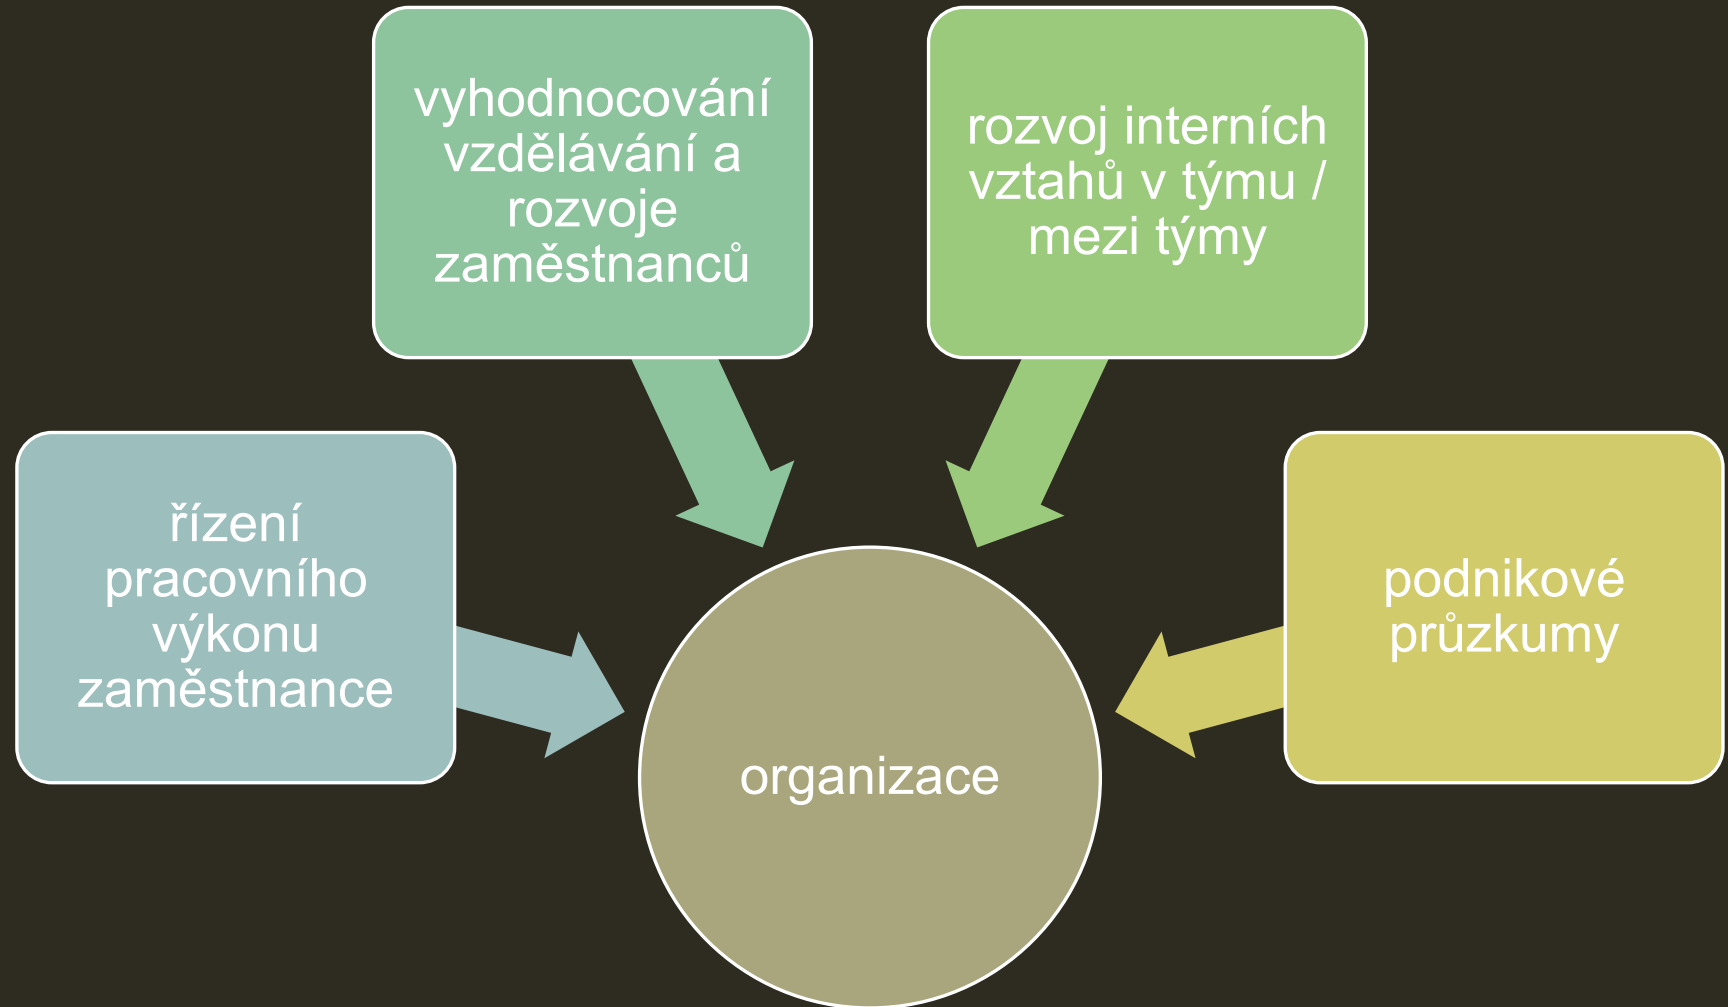 vyhodnocování
vzdělávání a
rozvoje
zaměstnanců
rozvoj interních
vztahů v týmu /
mezi týmy
řízení
pracovního
výkonu
zaměstnance
podnikové
průzkumy
organizace